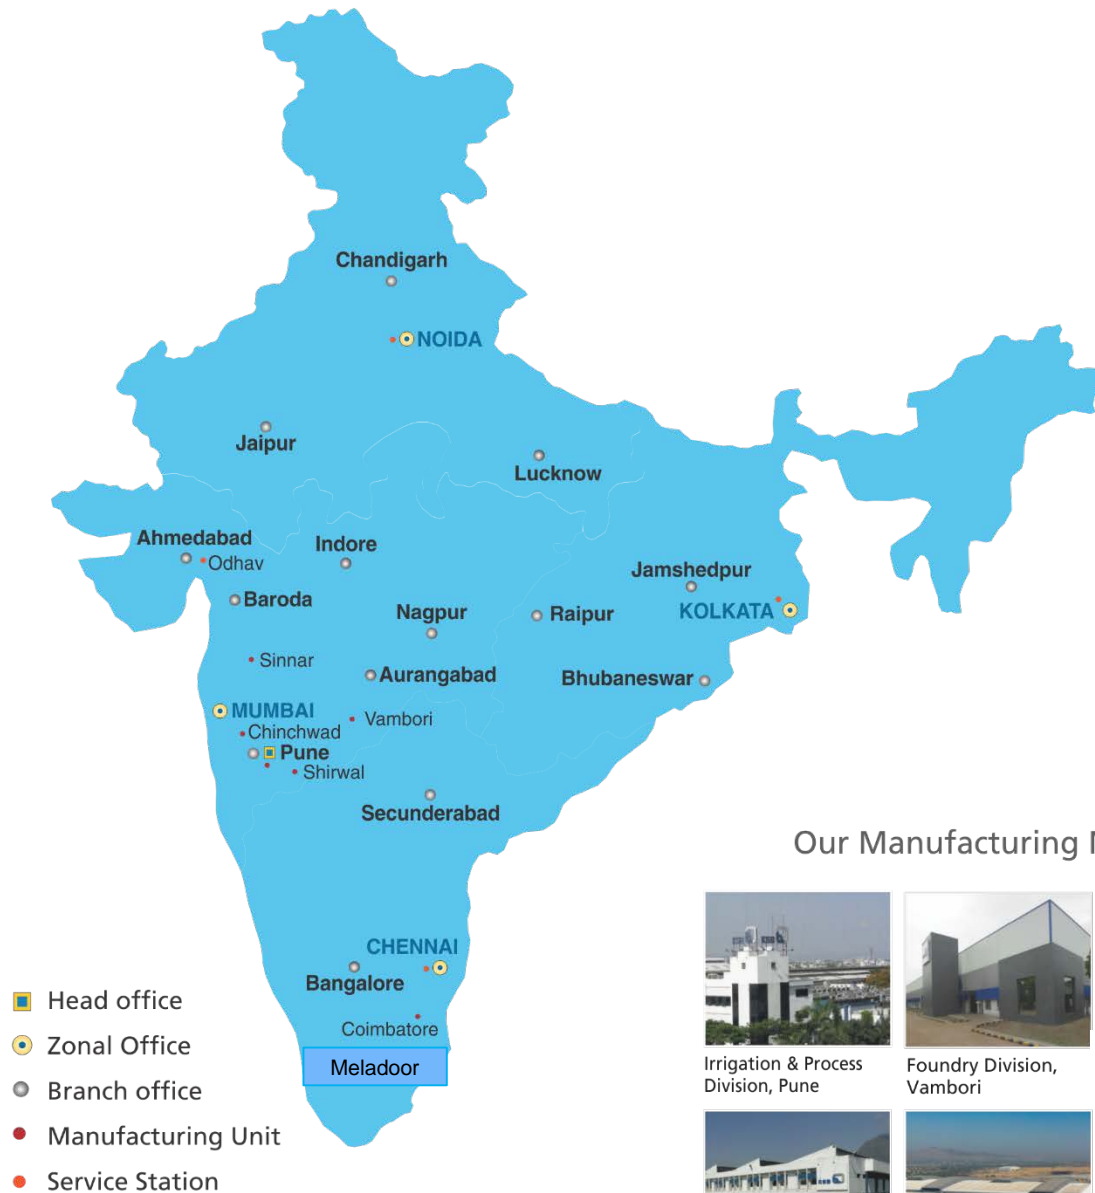 Chandigarh
NOIDA
Jaipur
Lucknow
Ahmedabad
Odhav
Indore
Jamshedpur
Baroda
KOLKATA
Nagpur
Raipur
Sinnar
Aurangabad
Bhubaneswar
MUMBAI
Vambori
Chinchwad
Pune
Shirwal
Secunderabad
CHENNAI
Bangalore
Coimbatore
Meladoor
Head office
Zonal Office
Branch office
Manufacturing Unit
Service Station
Our Manufacturing
Irrigation & Process
Division, Pune
Foundry Division,
Vambori